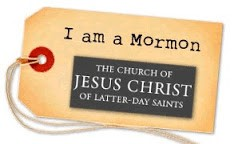 I am a Mormon
THE CHURCH OF
JESUS CHRIST
OF LATTER-DAY SAINTS